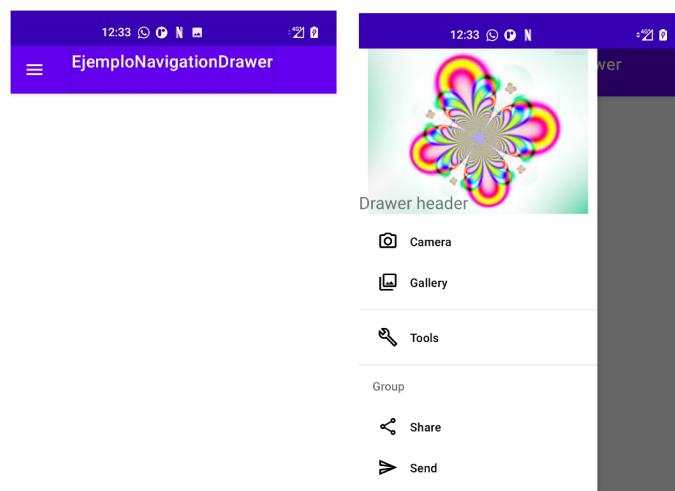 12:33
EjemploNavigationDrawer
12:33
wer
Drawer header
Camera
Gallery
Tools
Group
Share
Send